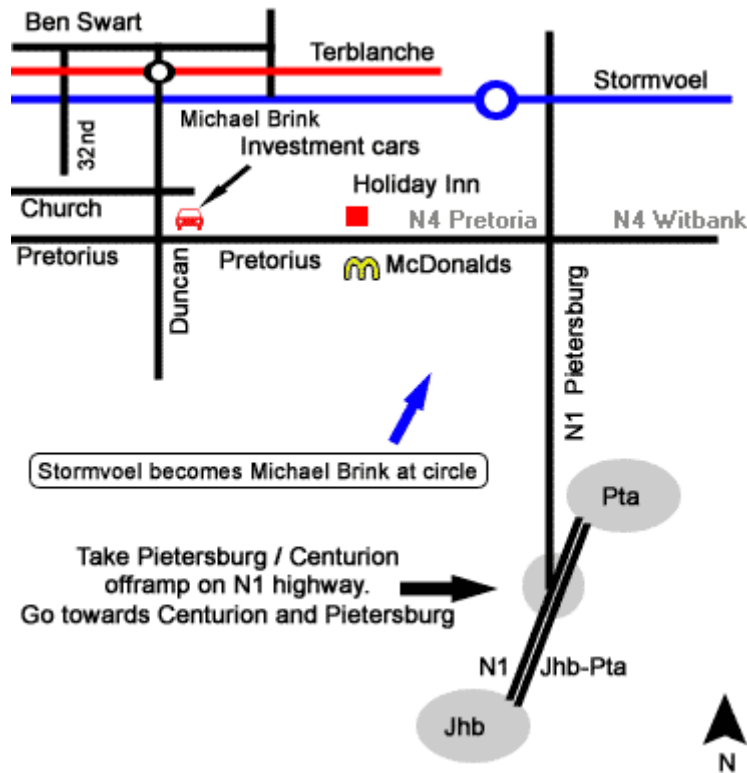 Ben Swart
Terblanche
Stormvoel
32nd
Michael Brink
Investment cars
Holiday Inn
Church
N4 Pretoria
N4 Witbank
Pretorius
Duncan
Pretorius
McDonalds
N1 Pietersburg
Stormvoel becomes Michael Brink at circle
Pta
Take Pietersburg / Centurion
offramp on N1 highway.
Go towards Centurion and Pietersburg
N1
Jhb-Pta
Jhb
N